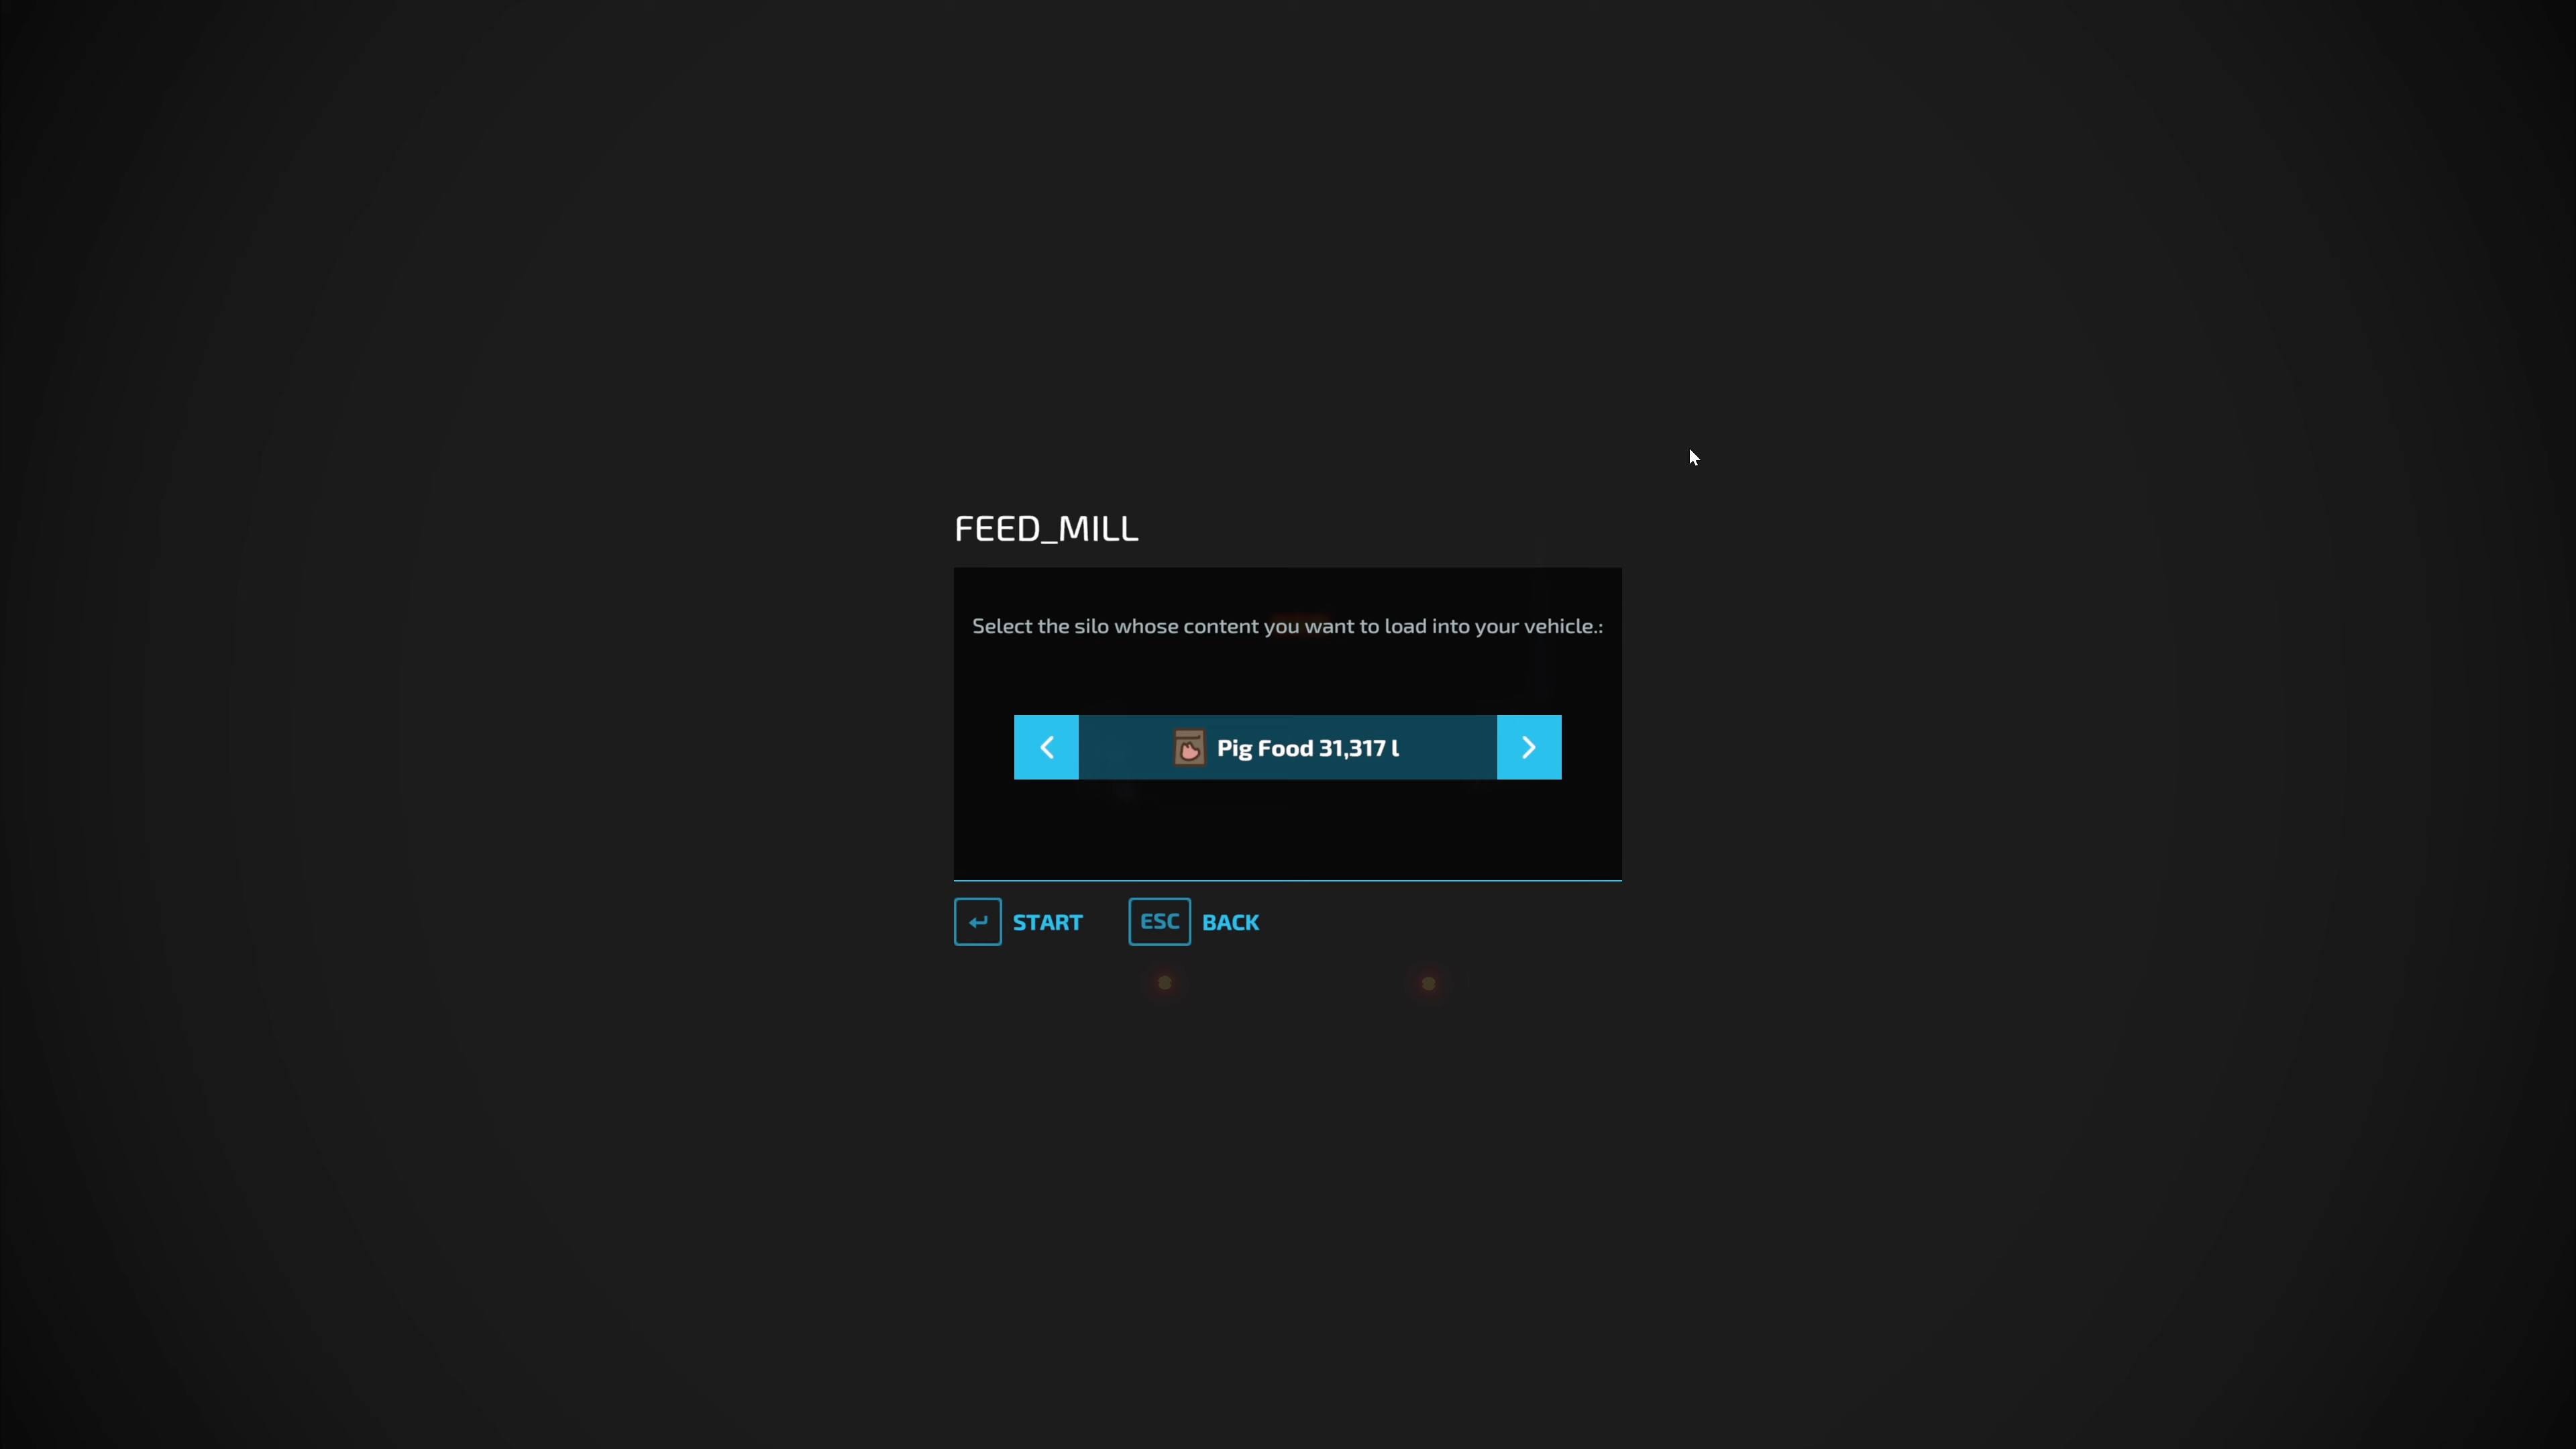 FEED_MILL
Select the silo whose content you want to load into your vehicle.:
Pig Food 31,317 l
START
ESC BACK